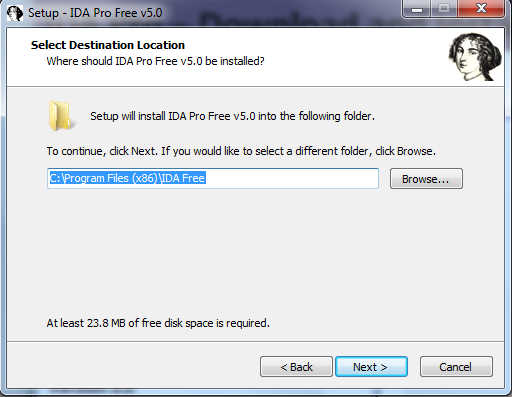 Setup - IDA Pro Free v5.0
Select Destination Location
Where should IDA Pro Free v5.0 be installed?
Setup will install IDA Pro Free v5.0 into the following folder.
To continue, click Next. If you would like to select a different folder, click Browse.
C:\Program Files (x86)\IDA Free
Browse...
At least 23.8 MB of free disk space is required.
< Back
Next >
Cancel